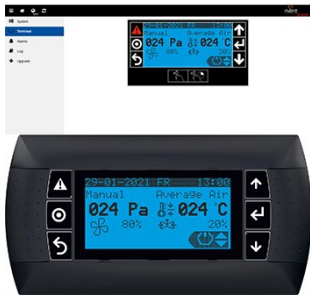 System
Terminal
Alarms
Log
Upgrade
29-01-2021 FR 13:00
Manual Average Air
024 Pa 024 °C
80% 20%
29-01-2021 FR 13:00
Manual Average Air
024 Pa 024 °C
80% 20%